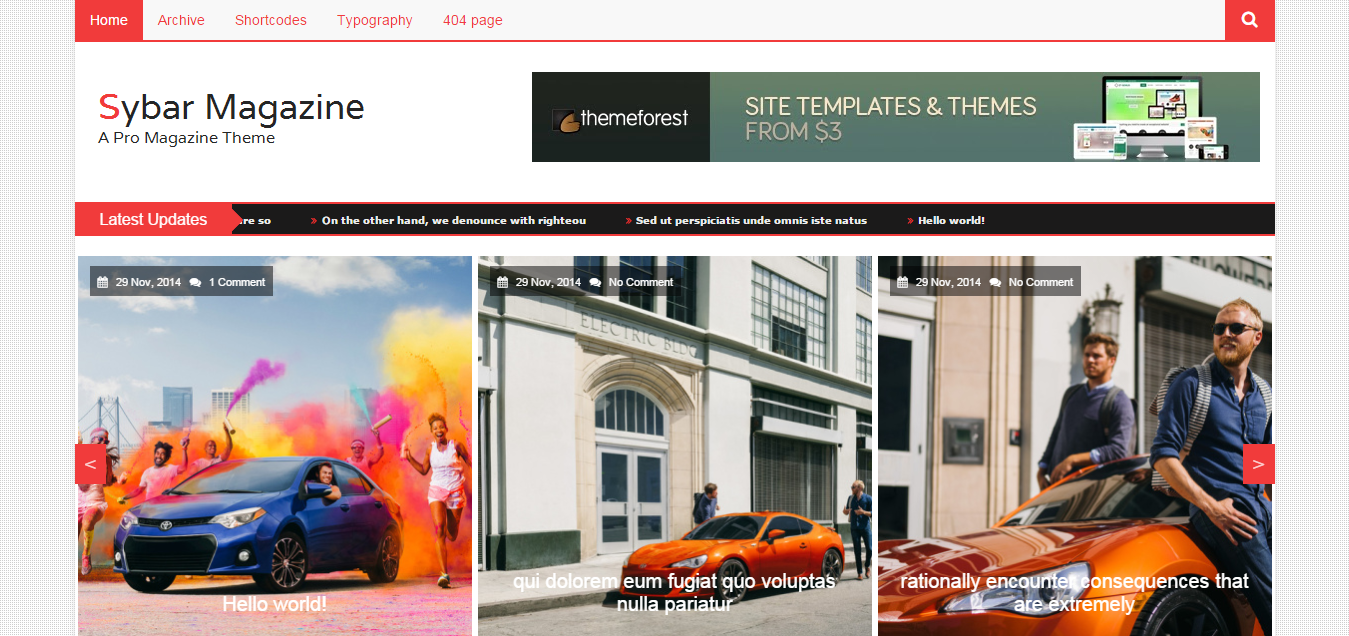 Home Archive Shortcodes Typography 404 page
Sybar Magazine
A Pro Magazine Theme
themeforest
SITE TEMPLATES & THEMES
FROM $3
Latest Updates
re so » On the other hand, we denounce with righteou » Sed ut perspiciatis unde omnis iste natus » Hello world!
29 Nov, 2014 1 Comment
29 Nov, 2014 No Comment
29 Nov, 2014 No Comment
ELECTRIC BLDG
< >
Hello world!
qui dolorem eum fugiat quo voluptas
nulla pariatur
rationally encounter consequences that
are extremely